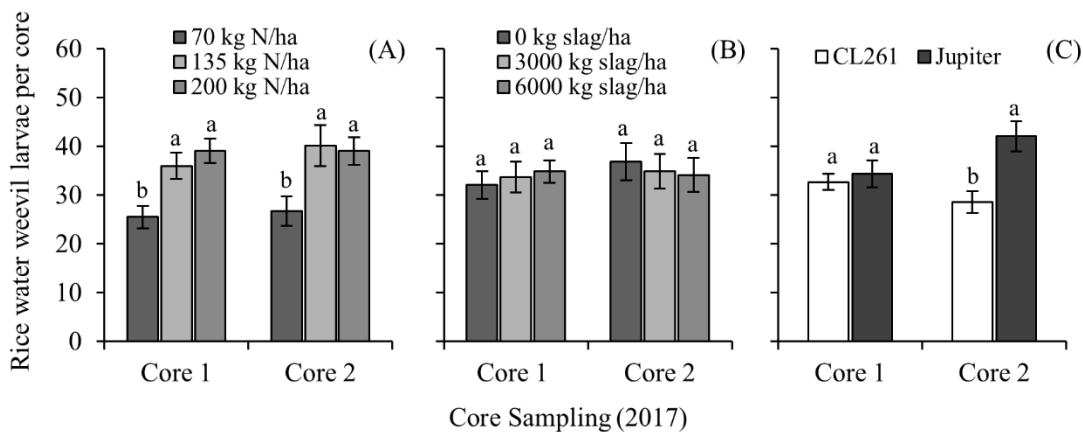 70 kg N/ha
135 kg N/ha
200 kg N/ha
(A)
0 kg slag/ha
3000 kg slag/ha
6000 kg slag/ha
(B)
CL261 Jupiter
(C)
Rice water weevil larvae per core
60
50
40
30
20
10
0
b a a b a a
a a a a a a
a a b a
Core 1 Core 2
Core 1 Core 2
Core 1 Core 2
Core Sampling (2017)